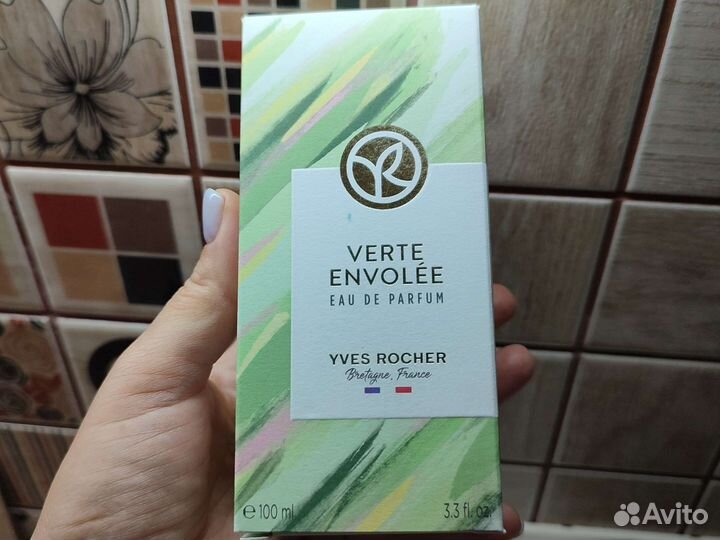 VERTE
ENVOLÉE
EAU DE PARFUM
YVES ROCHER
Bretagne, France
℮ 100 ml 3.3 fl. oz.
Avito